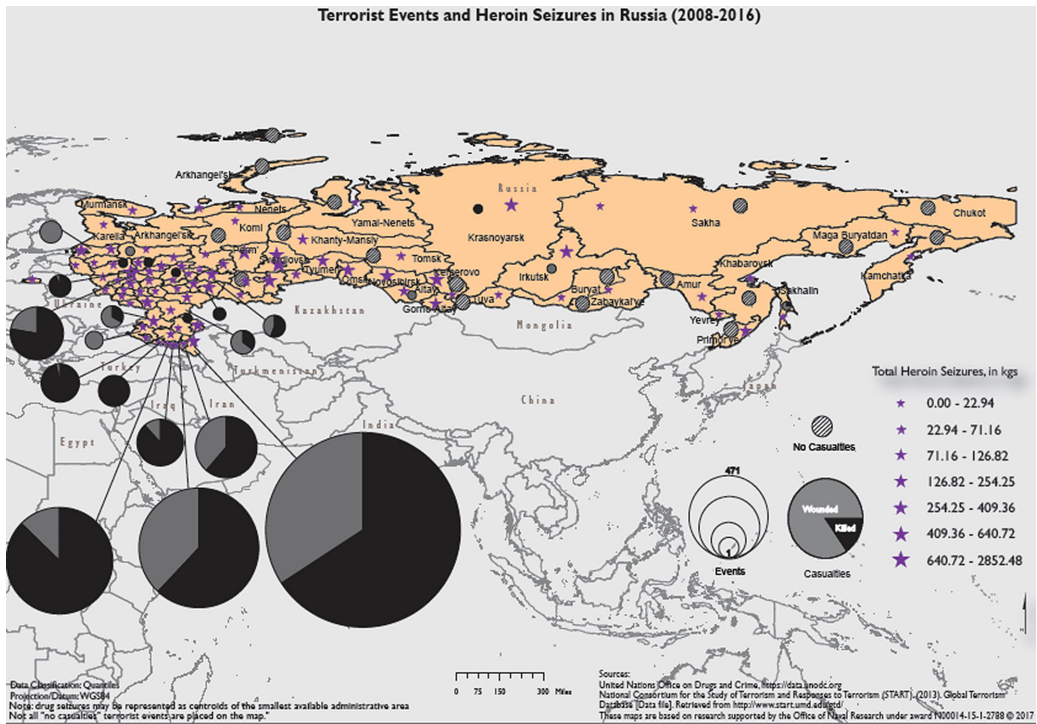 Terrorist Events and Heroin Seizures in Russia (2008-2016)
Arkhangel'sk
Russia
Murmansk
Nenets
Karelia
Arkhangel'sk
Komi
Yamal-Nenets
Khanty-Mansiy
Krasnoyarsk
Sakha
Chukot
Maga Buryatdan
Perm'
Sverdlovsk
Tyumen'
Omsk
Novosibirsk
Tomsk
Kemerovo
Altay
Gorno-Altay
Tuva
Irkutsk
Buryat
Zabaykal'ye
Amur
Khabarovsk
Sakhalin
Kamchatka
Yevrey
Primor'ye
Ukraine
Kazakhstan
Mongolia
Turkey
Turkmenistan
Iraq
Iran
Egypt
India
China
Japan
Total Heroin Seizures, in kgs
0.00 - 22.94
22.94 - 71.16
71.16 - 126.82
126.82 - 254.25
254.25 - 409.36
409.36 - 640.72
640.72 - 2852.48
No Casualties
471
1
Events
Wounded
Killed
Casualties
0 75 150 300 Miles
Data Classification: Quantiles
Projection/Datum: WGS84
Note: drug seizures may be represented as centroids of the smallest available administrative area
Not all "no casualties" terrorist events are placed on the map."
Sources:
United Nations Office on Drugs and Crime, https://data.unodc.org
National Consortium for the Study of Terrorism and Responses to Terrorism (START). (2013). Global Terrorism
Database [Data file]. Retrieved from http://www.start.umd.edu/gtd/
These maps are based on research supported by the Office of Naval Research under award N00014-15-1-2788 © 2017